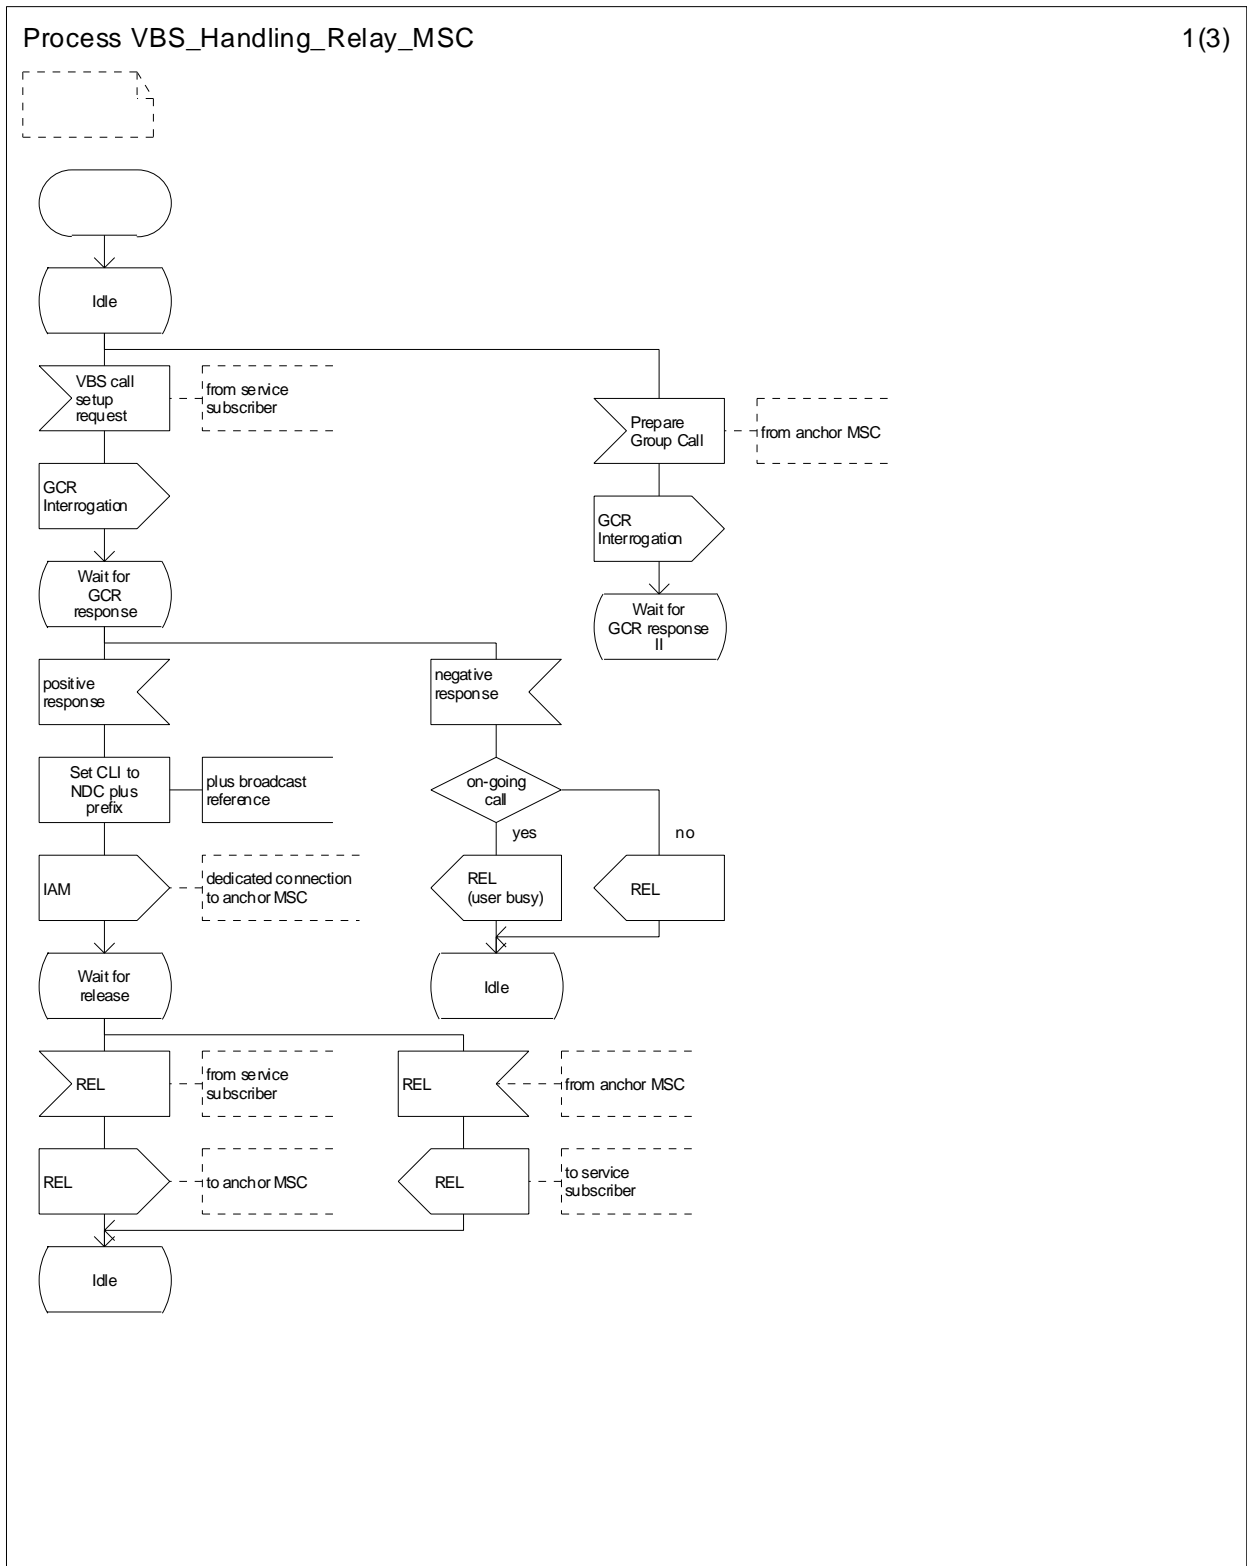 Process VBS_Handling_Relay_MSC
1(3)
Idle
VBS call
setup
request
from service
subscriber
Prepare
Group Call
from anchor MSC
GCR
Interrogation
GCR
Interrogation
Wait for
GCR
response
Wait for
GCR response
II
positive
response
negative
response
Set CLI to
NDC plus
prefix
plus broadcast
reference
on-going
call
yes
no
IAM
dedicated connection
to anchor MSC
REL
(user busy)
REL
Wait for
release
Idle
REL
from service
subscriber
REL
from anchor MSC
REL
to anchor MSC
REL
to service
subscriber
Idle